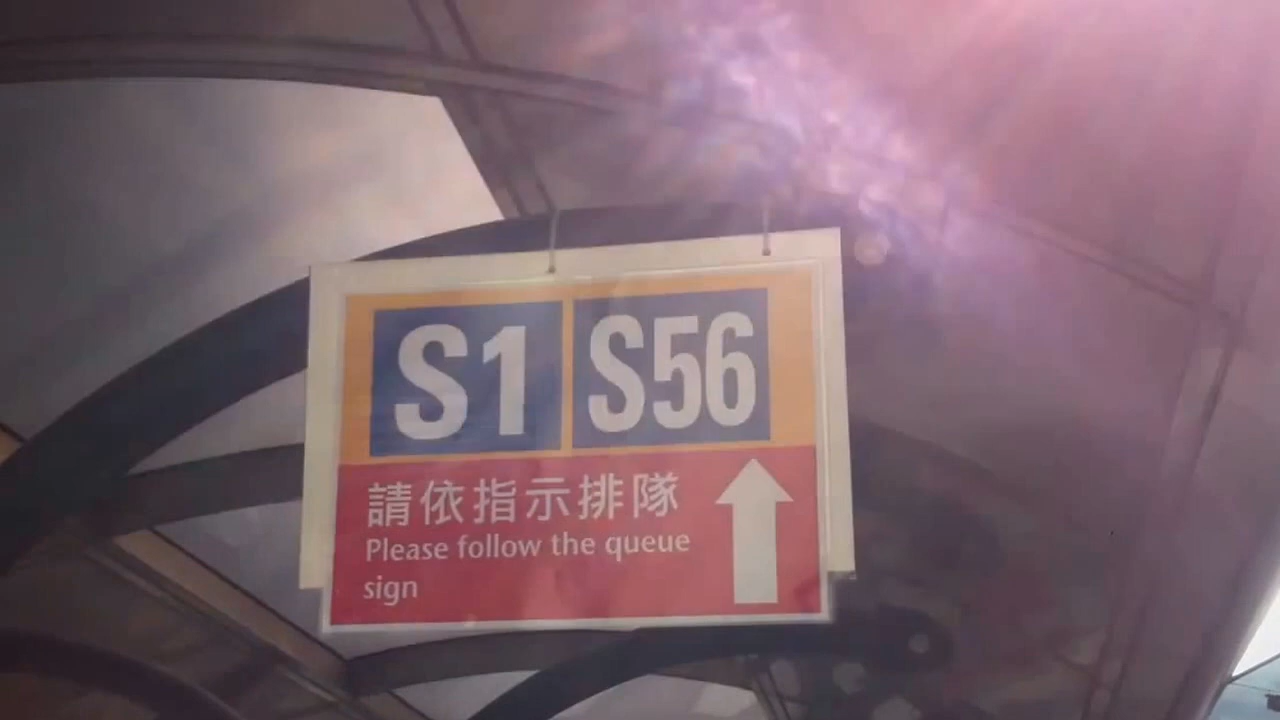 S1 S56
請依指示排隊
Please follow the queue
sign